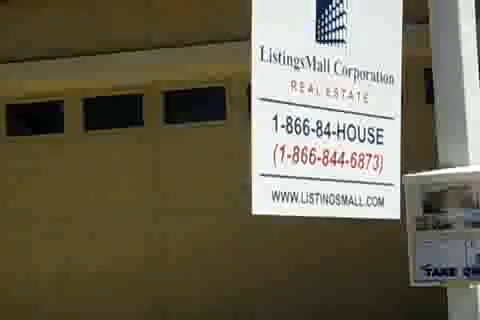 ListingsMall Corporation
REAL ESTATE
1-866-84-HOUSE
(1-866-844-6873)
WWW.LISTINGSMALL.COM
TAKE